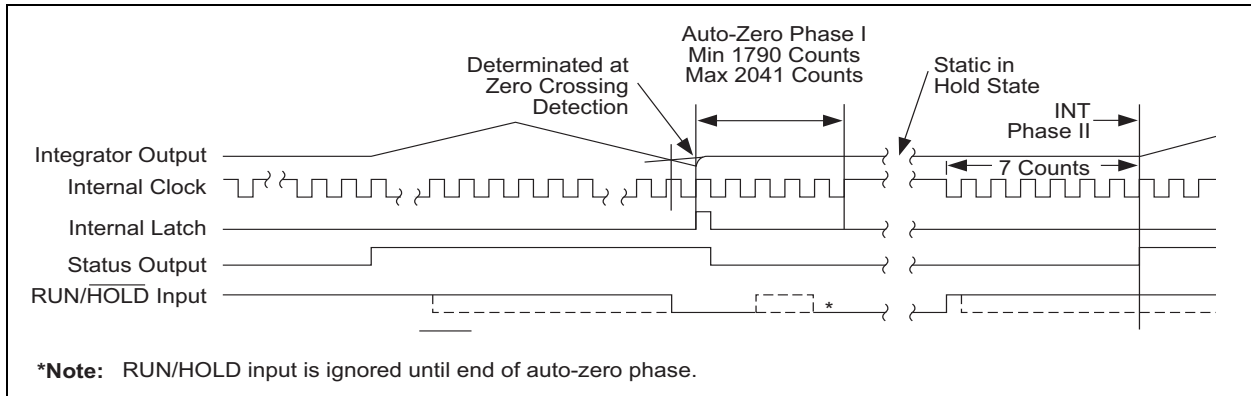 Auto-Zero Phase I
Min 1790 Counts
Max 2041 Counts
Determinated at
Zero Crossing
Detection
Static in
Hold State
INT
Phase II
Integrator Output
7 Counts
Internal Clock
Internal Latch
Status Output
RUN/HOLD Input
*
*Note: RUN/HOLD input is ignored until end of auto-zero phase.